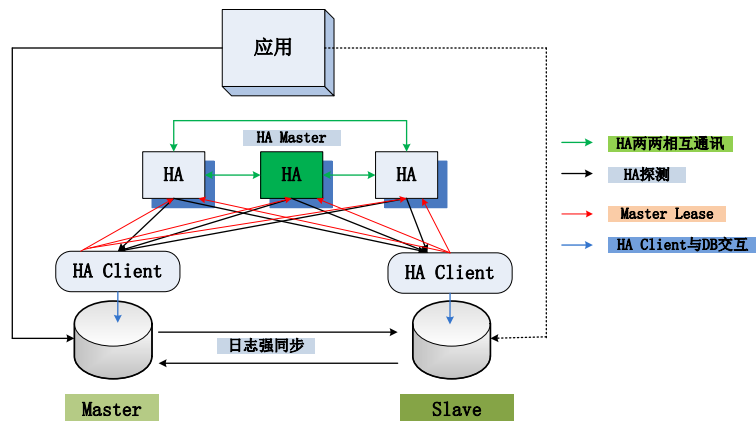 应用
HA Master
HA
HA
HA
HA两两相互通讯
HA探测
Master Lease
HA Client与DB交互
HA Client
HA Client
日志强同步
Master
Slave